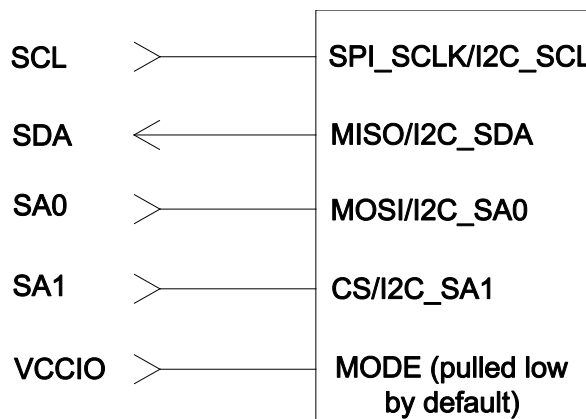 SCL SPI_SCLK/I2C_SCL
SDA MISO/I2C_SDA
SA0 MOSI/I2C_SA0
SA1 CS/I2C_SA1
VCCIO MODE (pulled low
by default)